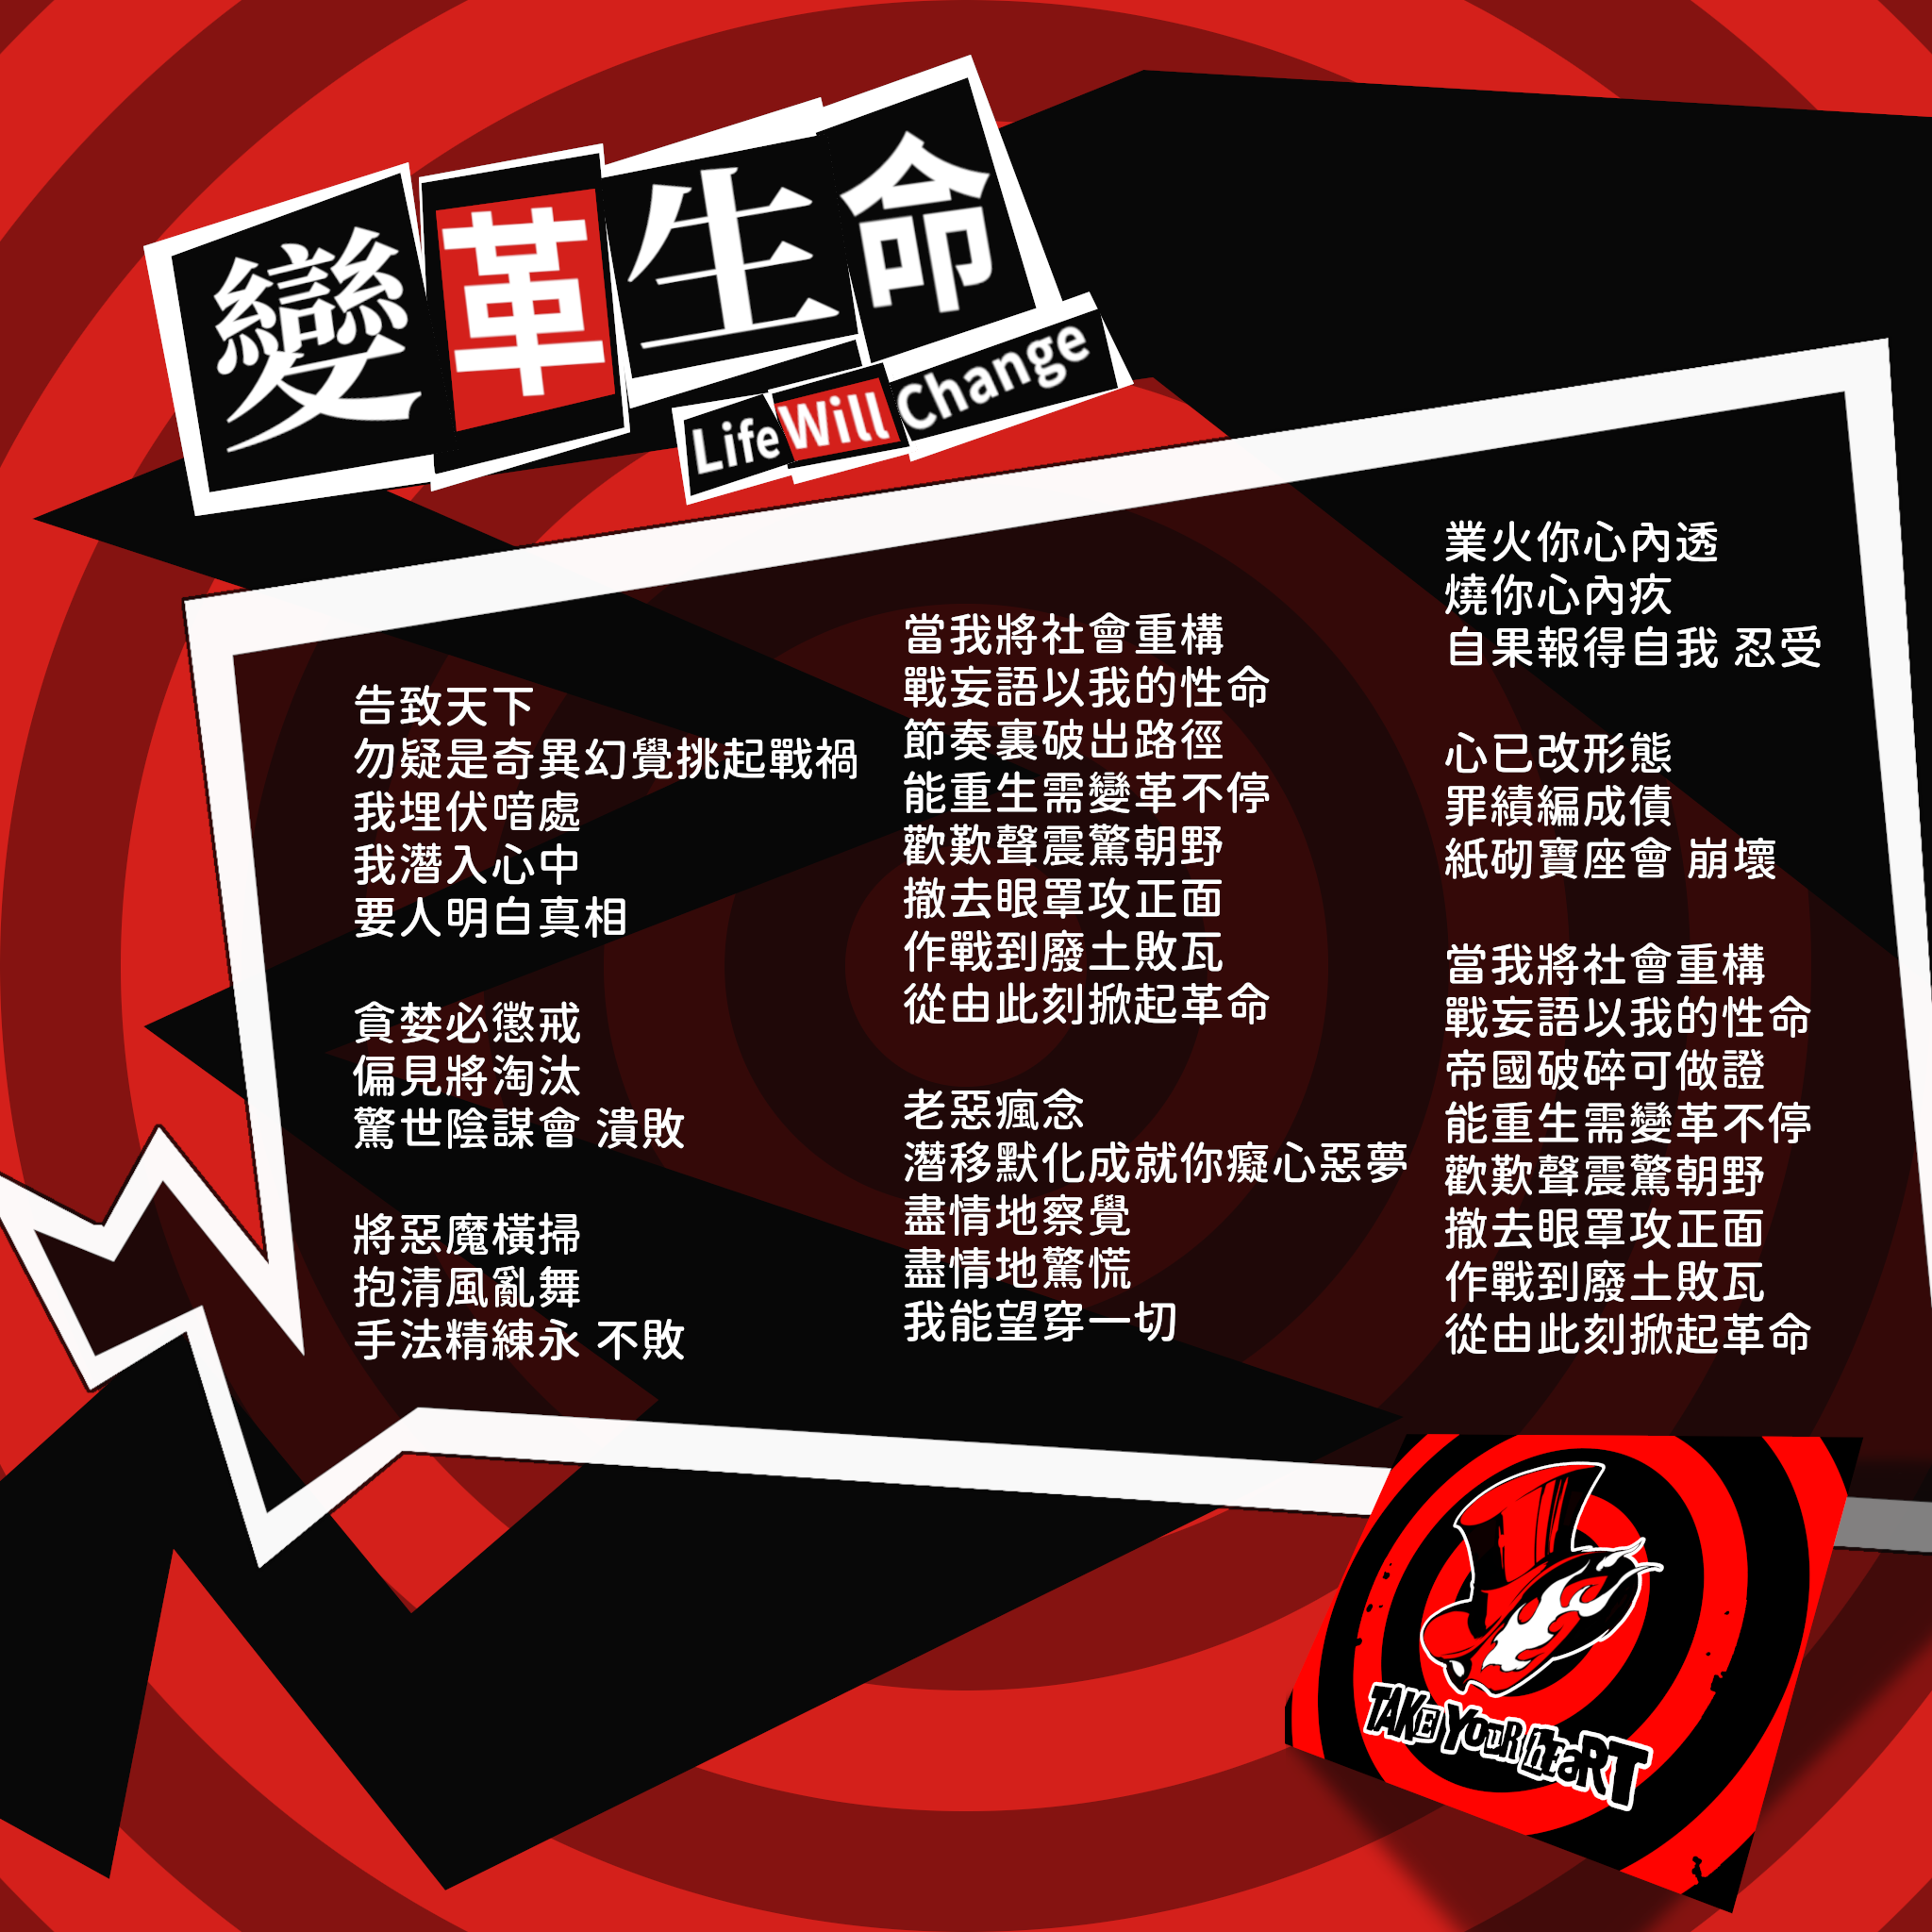 變革生命
Life Will Change
告致天下
勿疑是奇異幻覺挑起戰禍
我埋伏喑處
我潛入心中
要人明白真相
貪婪必懲戒
偏見將淘汰
驚世陰謀會 潰敗
將惡魔橫掃
抱清風亂舞
手法精練永 不敗
當我將社會重構
戰妄語以我的性命
節奏裏破出路徑
能重生需變革不停
歡歎聲震驚朝野
撤去眼罩攻正面
作戰到廢土敗瓦
從由此刻掀起革命
老惡瘋念
潛移默化成就你癡心惡夢
盡情地察覺
盡情地驚慌
我能望穿一切
業火你心內透
燒你心內疚
自果報得自我 忍受
心已改形態
罪績編成債
紙砌寶座會 崩壞
當我將社會重構
戰妄語以我的性命
帝國破碎可做證
能重生需變革不停
歡歎聲震驚朝野
撤去眼罩攻正面
作戰到廢土敗瓦
從由此刻掀起革命
TAKE YOUR HEaRT